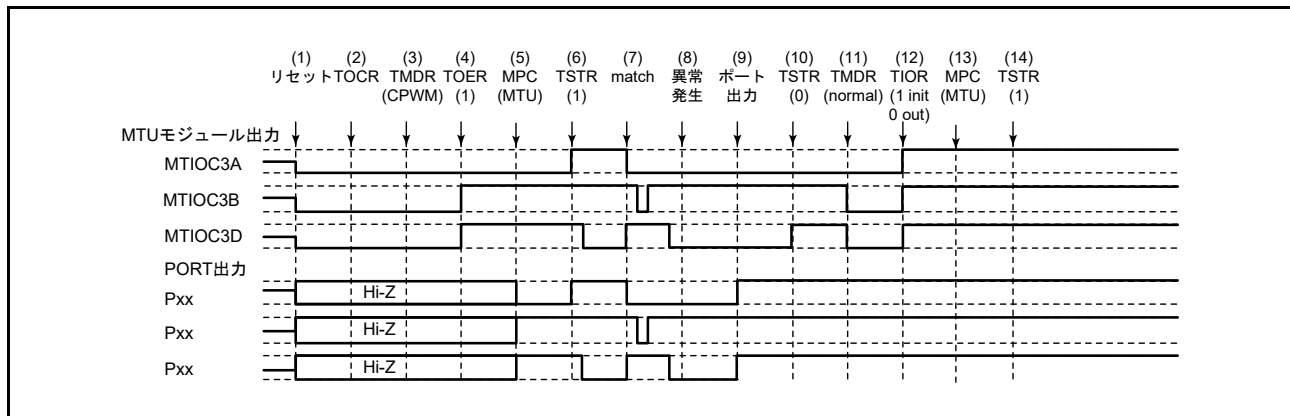 (1) (2) (3) (4) (5) (6) (7) (8) (9) (10) (11) (12) (13) (14)
リセット TOCR TMDR TOER MPC TSTR match 異常 ポート TSTR TMDR TIOR MPC TSTR
(CPWM) (1) (MTU) (1) 発生 出力 (0) (normal) (1 init (MTU) (1)
0 out)
MTUモジュール出力
MTIOC3A
MTIOC3B
MTIOC3D
PORT出力
Pxx Hi-Z
Pxx Hi-Z
Pxx Hi-Z